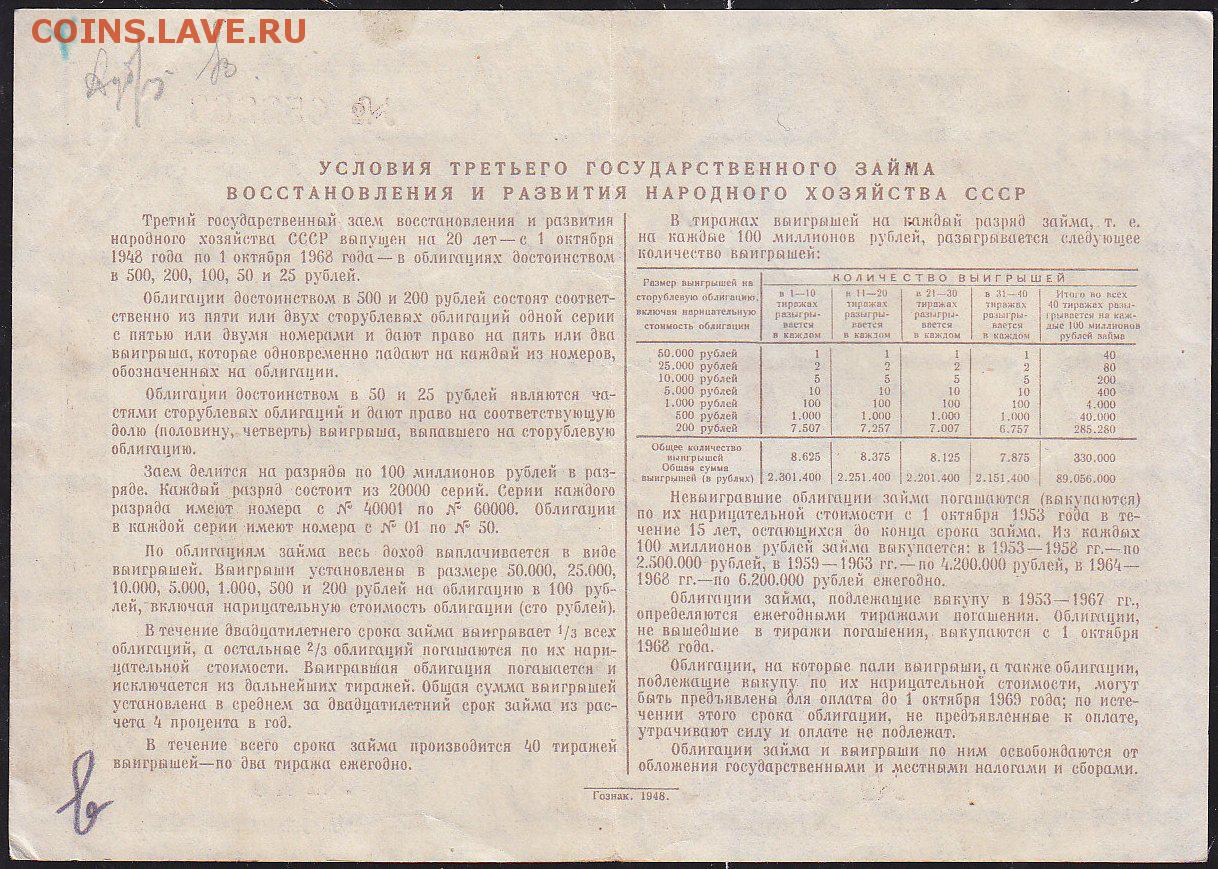 COINS.LAVE.RU
№
УСЛОВИЯ ТРЕТЬЕГО ГОСУДАРСТВЕННОГО ЗАЙМА
ВОССТАНОВЛЕНИЯ И РАЗВИТИЯ НАРОДНОГО ХОЗЯЙСТВА СССР
Третий государственный заем восстановления и развития
народного хозяйства СССР выпущен на 20 лет—с 1 октября
1948 года по 1 октября 1968 года—в облигациях достоинством
в 500, 200, 100, 50 и 25 рублей.
Облигации достоинством в 500 и 200 рублей состоят соответ-
ственно из пяти или двух сторублевых облигаций одной серии
с пятью или двумя номерами и дают право на пять или два
выигрыша, которые одновременно падают на каждый из номеров,
обозначенных на облигации.
Облигации достоинством в 50 и 25 рублей являются ча-
стями сторублевых облигаций и дают право на соответствующую
долю (половину, четверть) выигрыша, выпавшего на сторублевую
облигацию.
Заем делится на разряды по 100 миллионов рублей в раз-
ряде. Каждый разряд состоит из 20000 серий. Серии каждого
разряда имеют номера с № 40001 по № 60000. Облигации
в каждой серии имеют номера с № 01 по № 50.
По облигациям займа весь доход выплачивается в виде
выигрышей. Выигрыши установлены в размере 50.000, 25.000,
10.000, 5.000, 1.000, 500 и 200 рублей на облигацию в 100 руб-
лей, включая нарицательную стоимость облигации (сто рублей).
В течение двадцатилетнего срока займа выигрывает 1/3 всех
облигаций, а остальные 2/3 облигаций погашаются по их нари-
цательной стоимости. Выигравшая облигация погашается и
исключается из дальнейших тиражей. Общая сумма выигрышей
установлена в среднем за двадцатилетний срок займа из рас-
чета 4 процента в год.
В течение всего срока займа производится 40 тиражей
выигрышей—по два тиража ежегодно.
В тиражах выигрышей на каждый разряд займа, т. е.
на каждые 100 миллионов рублей, разыгрывается следующее
количество выигрышей:
Размер выигрышей на
сторублевую облигацию,
включая нарицательную
стоимость облигации
КОЛИЧЕСТВО ВЫИГРЫШЕЙ
в 1—10 тиражах разыгры- вается в каждом
в 11—20 тиражах разыгры- вается в каждом
в 21—30 тиражах разыгры- вается в каждом
в 31—40 тиражах разыгры- вается в каждом
Итого во всех 40 тиражах разы- грывается на каж- дые 100 миллионов рублей займа
50.000 рублей 1 1 1 1 40
25.000 рублей 2 2 2 2 80
10.000 рублей 5 5 5 5 200
5.000 рублей 10 10 10 10 400
1.000 рублей 100 100 100 100 4.000
500 рублей 1.000 1.000 1.000 1.000 40.000
200 рублей 7.507 7.257 7.007 6.757 285.280
Общее количество
выигрышей 8.625 8.375 8.125 7.875 330.000
Общая сумма
выигрышей (в рублях) 2.301.400 2.251.400 2.201.400 2.151.400 89.056.000
Невыигравшие облигации займа погашаются (выкупаются)
по их нарицательной стоимости с 1 октября 1953 года в те-
чение 15 лет, остающихся до конца срока займа. Из каждых
100 миллионов рублей займа выкупается: в 1953—1958 гг.—по
2.500.000 рублей, в 1959—1963 гг.—по 4.200.000 рублей, в 1964—
1968 гг.—по 6.200.000 рублей ежегодно.
Облигации займа, подлежащие выкупу в 1953—1967 гг.,
определяются ежегодными тиражами погашения. Облигации,
не вышедшие в тиражи погашения, выкупаются с 1 октября
1968 года.
Облигации, на которые пали выигрыши, а также облигации,
подлежащие выкупу по их нарицательной стоимости, могут
быть предъявлены для оплаты до 1 октября 1969 года; по исте-
чении этого срока облигации, не предъявленные к оплате,
утрачивают силу и оплате не подлежат.
Облигации займа и выигрыши по ним освобождаются от
обложения государственными и местными налогами и сборами.
Гознак. 1948.